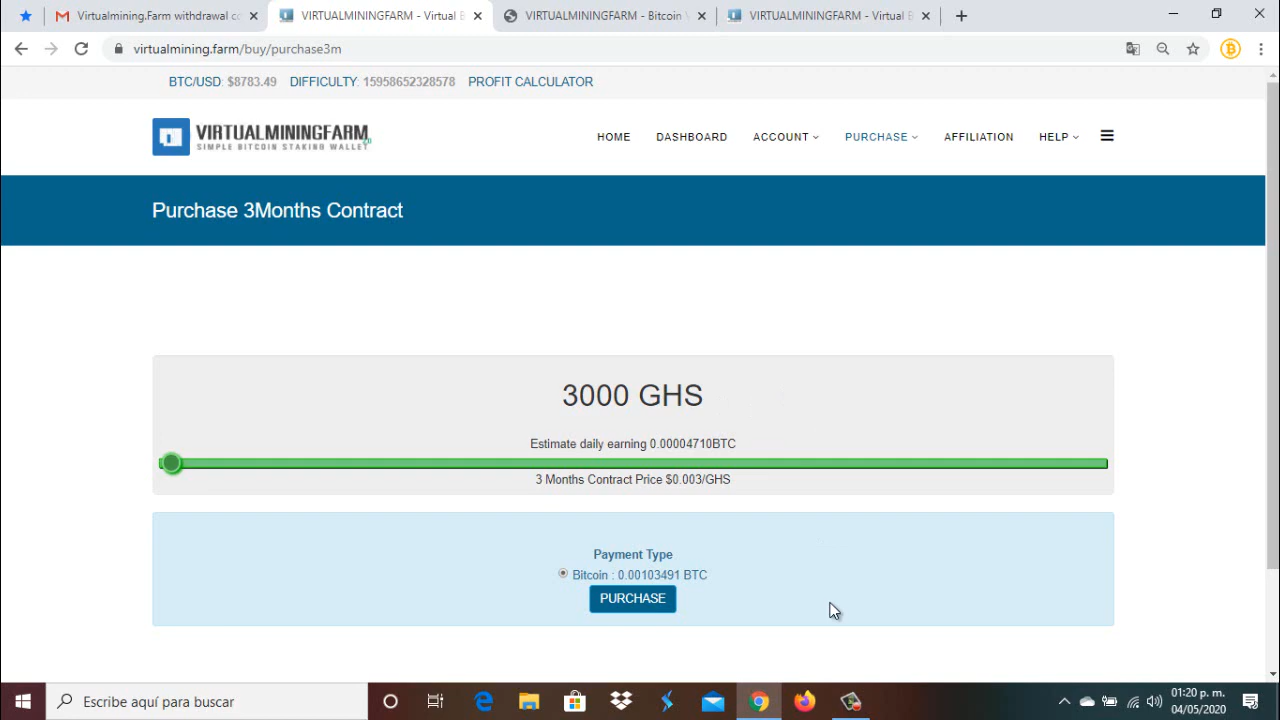 Virtualmining.Farm withdrawal co
VIRTUALMININGFARM - Virtual B
VIRTUALMININGFARM - Bitcoin V
VIRTUALMININGFARM - Virtual B
virtualmining.farm/buy/purchase3m
BTC/USD: $8783.49 DIFFICULTY: 15958652328578 PROFIT CALCULATOR
VIRTUALMININGFARM
SIMPLE BITCOIN STAKING WALLET
HOME DASHBOARD ACCOUNT PURCHASE AFFILIATION HELP
Purchase 3Months Contract
3000 GHS
Estimate daily earning 0.00004710BTC
3 Months Contract Price $0.003/GHS
Payment Type
Bitcoin : 0.00103491 BTC
PURCHASE
Escribe aquí para buscar
01:20 p. m.
04/05/2020